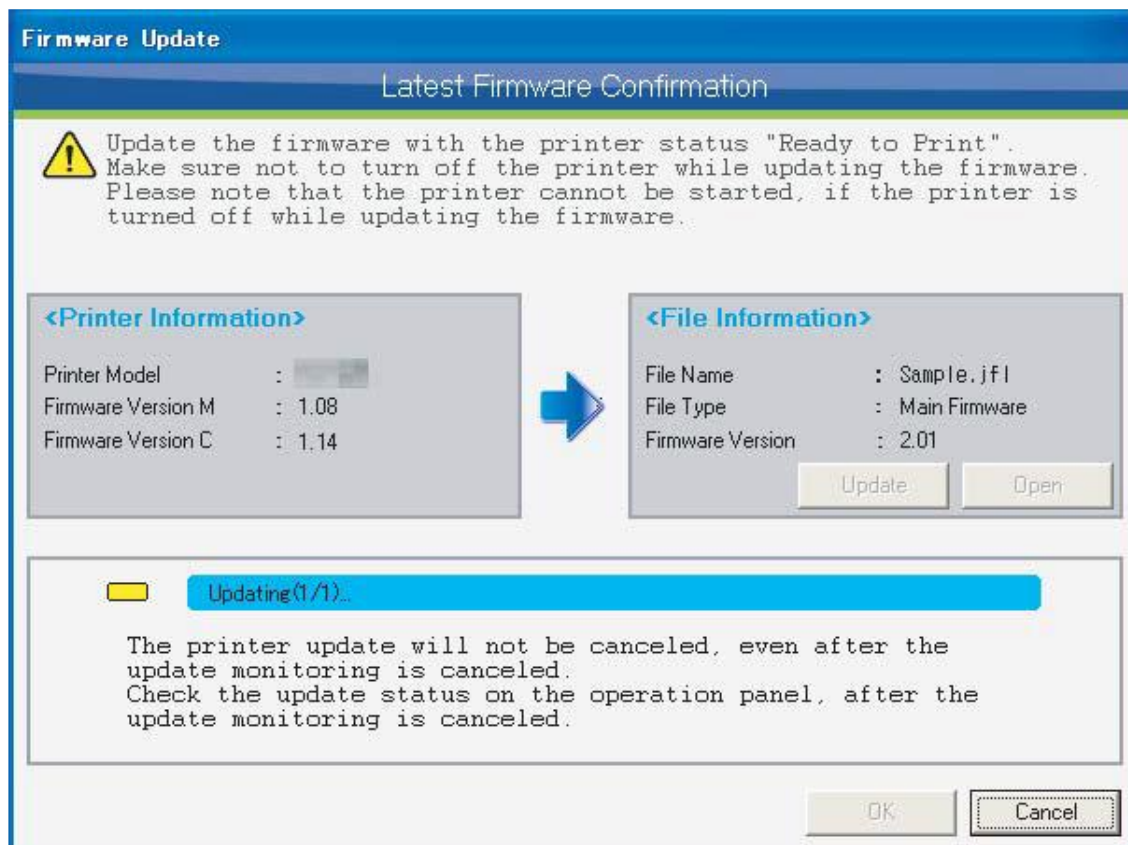 Firmware Update
Latest Firmware Confirmation
Update the firmware with the printer status "Ready to Print".
Make sure not to turn off the printer while updating the firmware.
Please note that the printer cannot be started, if the printer is
turned off while updating the firmware.
<Printer Information>
Printer Model :
Firmware Version M : 1.08
Firmware Version C : 1.14
<File Information>
File Name : Sample.jfl
File Type : Main Firmware
Firmware Version : 2.01
Update Open
Updating(1/1)...
The printer update will not be canceled, even after the
update monitoring is canceled.
Check the update status on the operation panel, after the
update monitoring is canceled.
OK Cancel